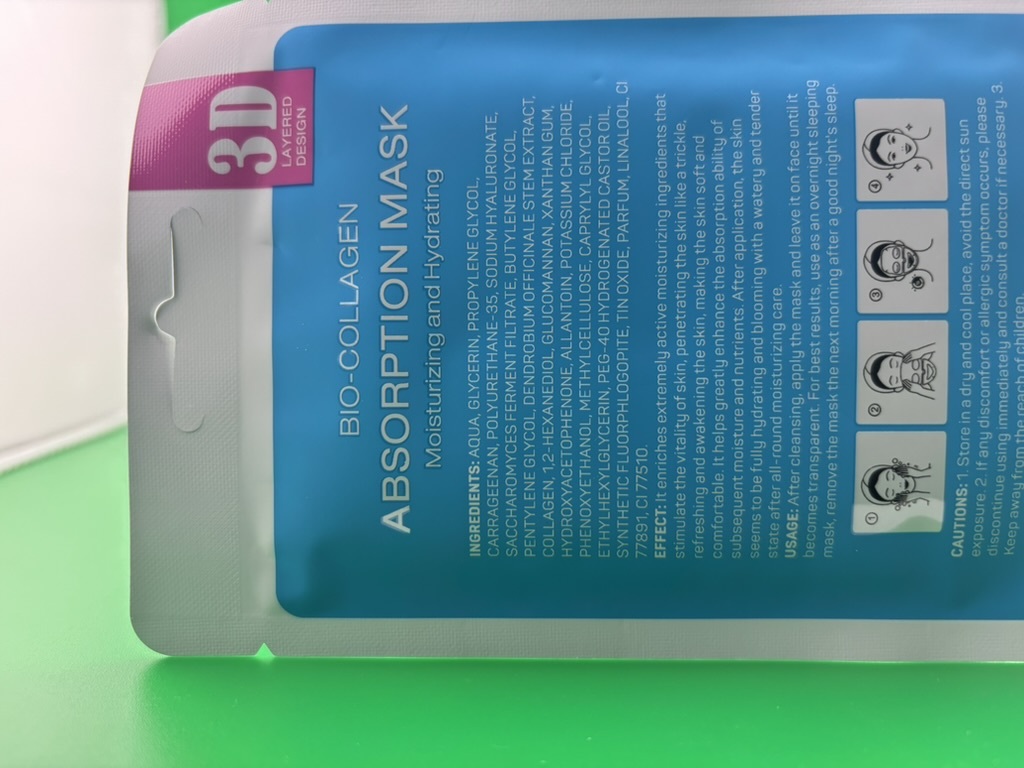 3D
LAYERED
DESIGN
BIO-COLLAGEN
ABSORPTION MASK
Moisturizing and Hydrating
INGREDIENTS: AQUA, GLYCERIN, PROPYLENE GLYCOL,
CARRAGEENAN, POLYURETHANE-35, SODIUM HYALURONATE,
SACCHAROMYCES FERMENT FILTRATE, BUTYLENE GLYCOL,
PENTYLENE GLYCOL, DENDROBIUM OFFICINALE STEM EXTRACT,
COLLAGEN, 1,2-HEXANEDIOL, GLUCOMANNAN, XANTHAN GUM,
HYDROXYACETOPHENONE, ALLANTOIN, POTASSIUM CHLORIDE,
PHENOXYETHANOL, METHYLCELLULOSE, CAPRYLYL GLYCOL,
ETHYLHEXYLGLYCERIN, PEG-40 HYDROGENATED CASTOR OIL,
SYNTHETIC FLUORPHLOGOPITE, TIN OXIDE, PARFUM, LINALOOL, CI
77891, CI 77510.
EFFECT: It enriches extremely active moisturizing ingredients that
stimulate the vitality of skin, penetrating the skin like a trickle,
refreshing and awakening the skin, making the skin soft and
comfortable. It helps greatly enhance the absorption ability of
subsequent moisture and nutrients. After application, the skin
seems to be fully hydrating and blooming with a watery and tender
state after all-round moisturizing care.
USAGE: After cleansing, apply the mask and leave it on face until it
becomes transparent. For best results, use as an overnight sleeping
mask, remove the mask the next morning after a good night's sleep.
1 2 3 4
CAUTIONS: 1 Store in a dry and cool place, avoid the direct sun
exposure. 2. If any discomfort or allergic symptom occurs, please
discontinue using immediately and consult a doctor if necessary. 3.
Keep away from the reach of children.